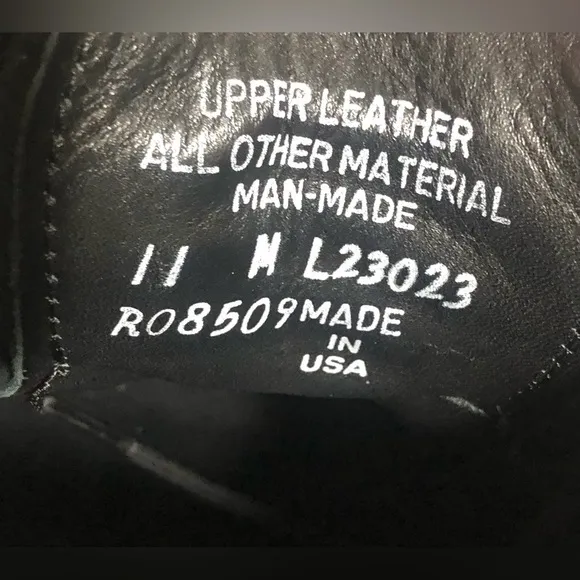 UPPER LEATHER
ALL OTHER MATERIAL
MAN-MADE
11 M L23023
R08509 MADE
IN
USA